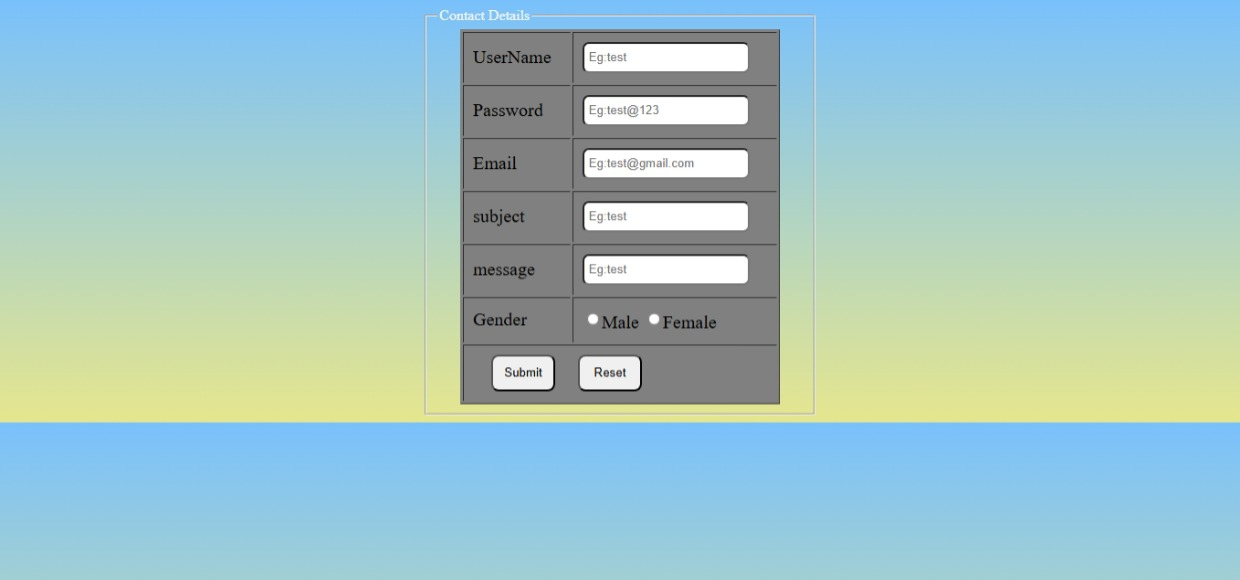 Contact Details
UserName Eg:test
Password Eg:test@123
Email Eg:test@gmail.com
subject Eg:test
message Eg:test
Gender Male Female
Submit Reset